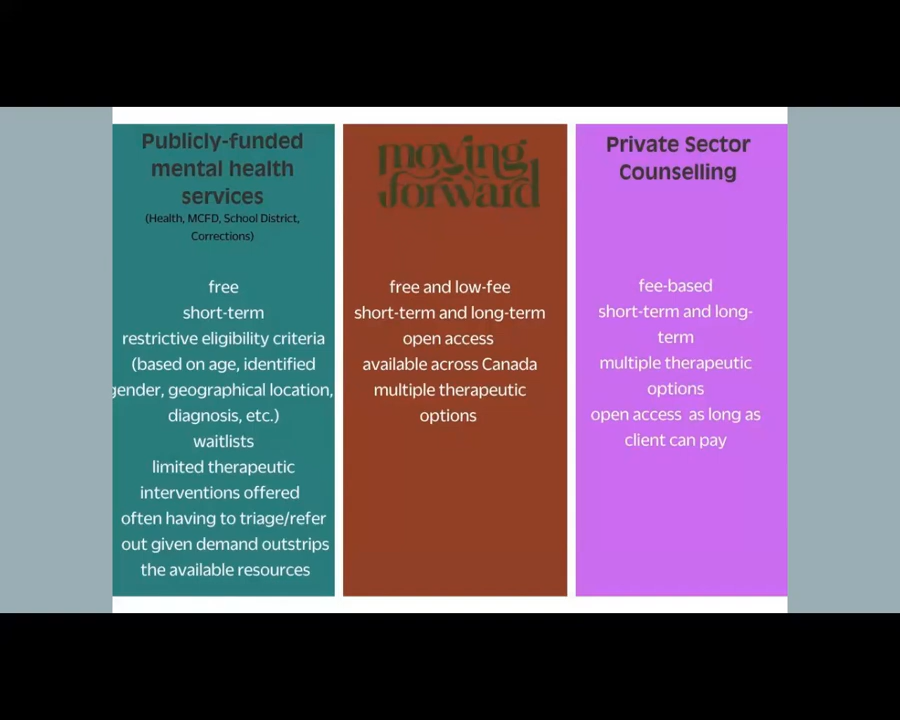 Publicly-funded
mental health
services
(Health, MCFD, School District,
Corrections)
free
short-term
restrictive eligibility criteria
(based on age, identified
gender, geographical location,
diagnosis, etc.)
waitlists
limited therapeutic
interventions offered
often having to triage/refer
out given demand outstrips
the available resources
moving
forward
free and low-fee
short-term and long-term
open access
available across Canada
multiple therapeutic
options
Private Sector
Counselling
fee-based
short-term and long-
term
multiple therapeutic
options
open access as long as
client can pay